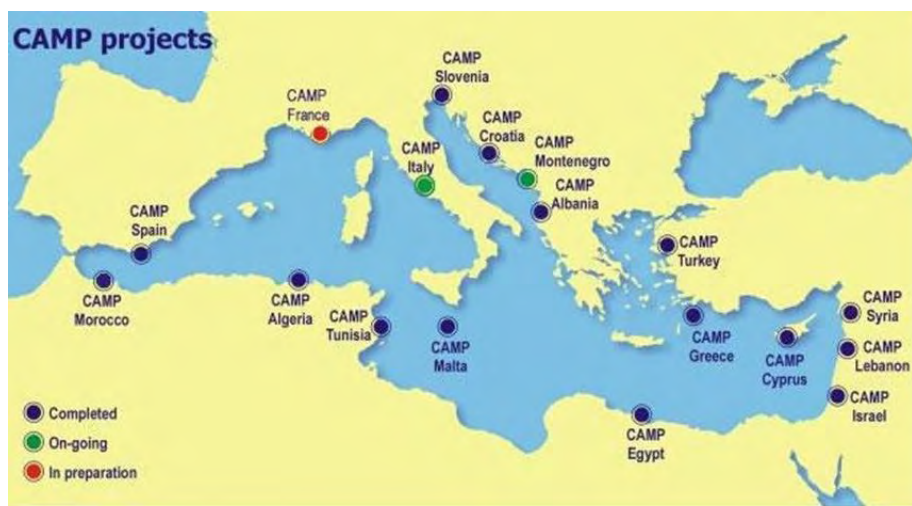 CAMP projects
CAMP
Slovenia
CAMP
France
CAMP
Croatia
CAMP
Italy
CAMP
Montenegro
CAMP
Albania
CAMP
Spain
CAMP
Turkey
CAMP
Morocco
CAMP
Algeria
CAMP
Tunisia
CAMP
Malta
CAMP
Greece
CAMP
Cyprus
CAMP
Syria
CAMP
Lebanon
CAMP
Israel
CAMP
Egypt
Completed
On-going
In preparation